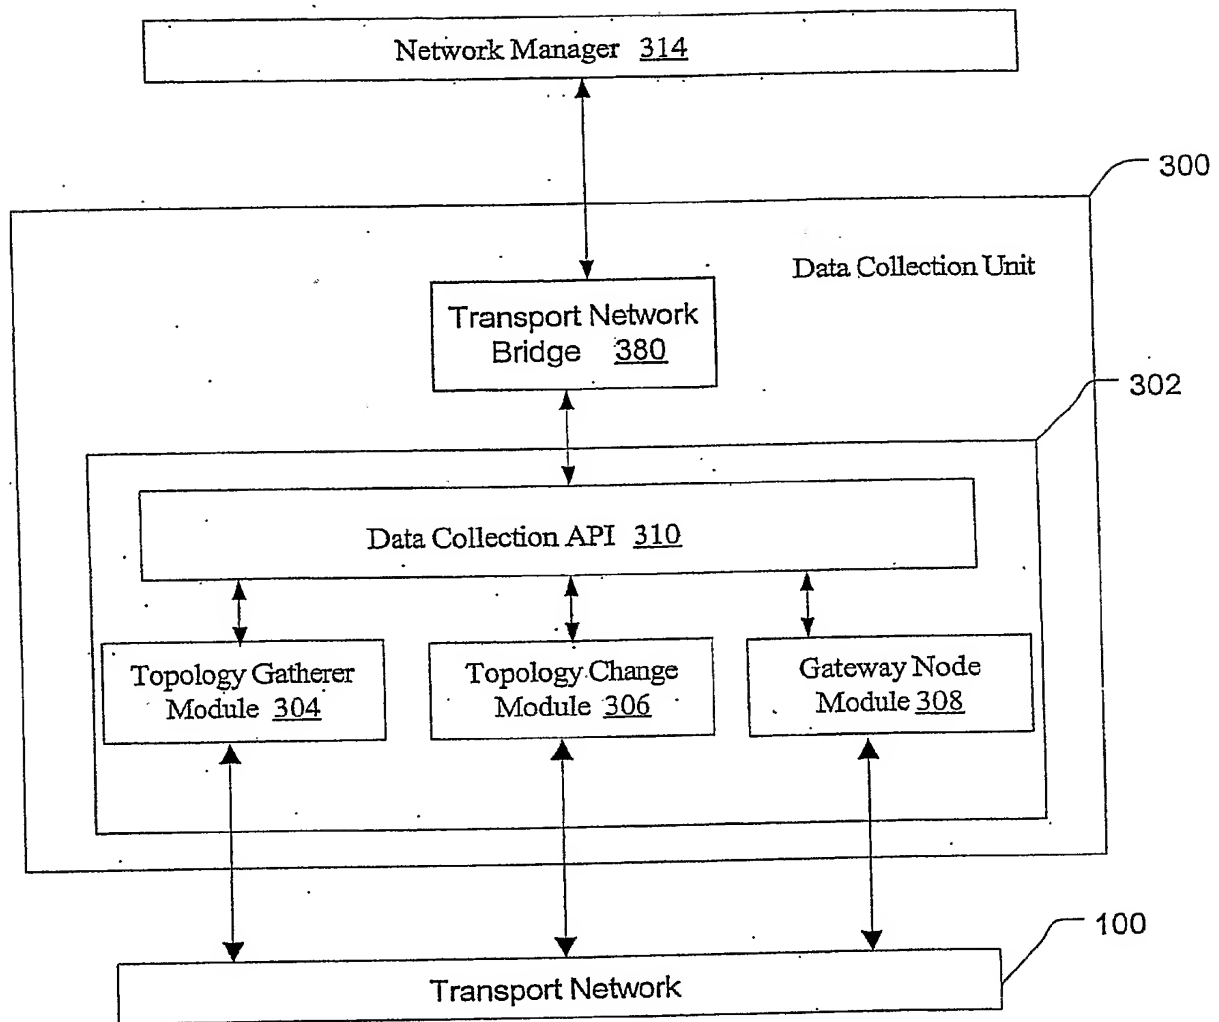 Network Manager 314
300
Data Collection Unit
Transport Network
Bridge 380
302
Data Collection API 310
Topology Gatherer
Module 304
Topology Change
Module 306
Gateway Node
Module 308
100
Transport Network